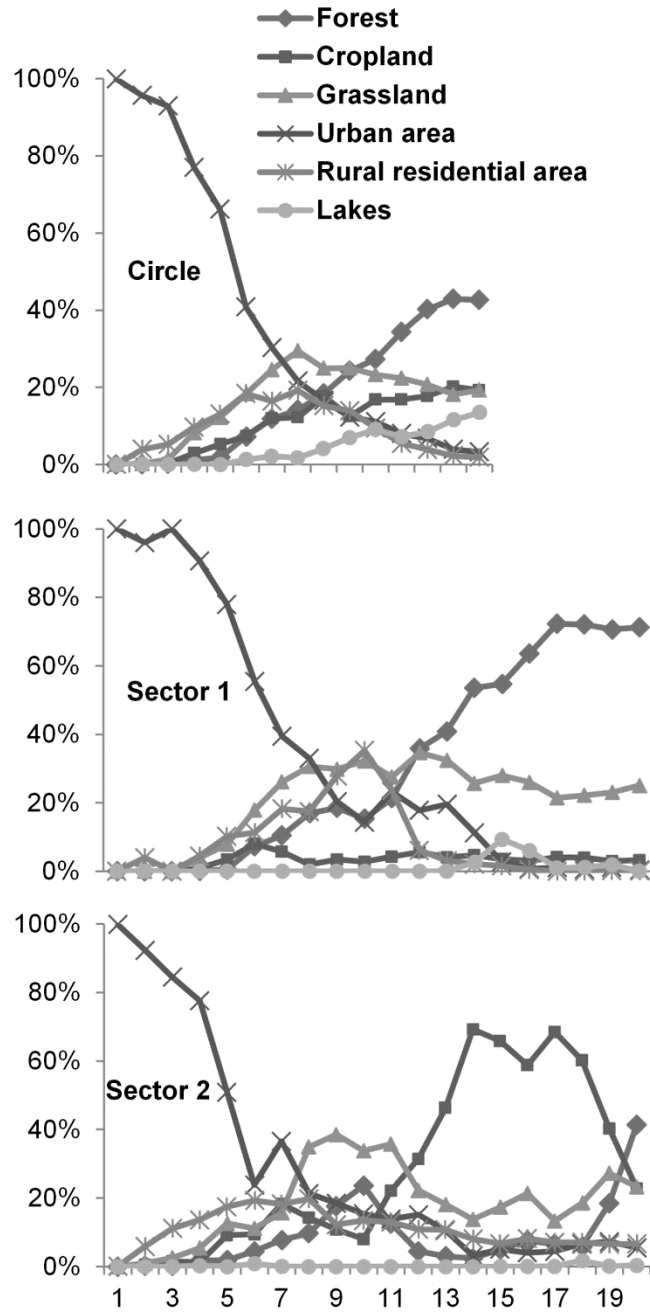 Forest
Cropland
Grassland
Urban area
Rural residential area
Lakes
100%
80%
60%
40%
20%
0%
Circle
100%
80%
60%
40%
20%
0%
Sector 1
100%
80%
60%
40%
20%
0%
Sector 2
1 3 5 7 9 11 13 15 17 19